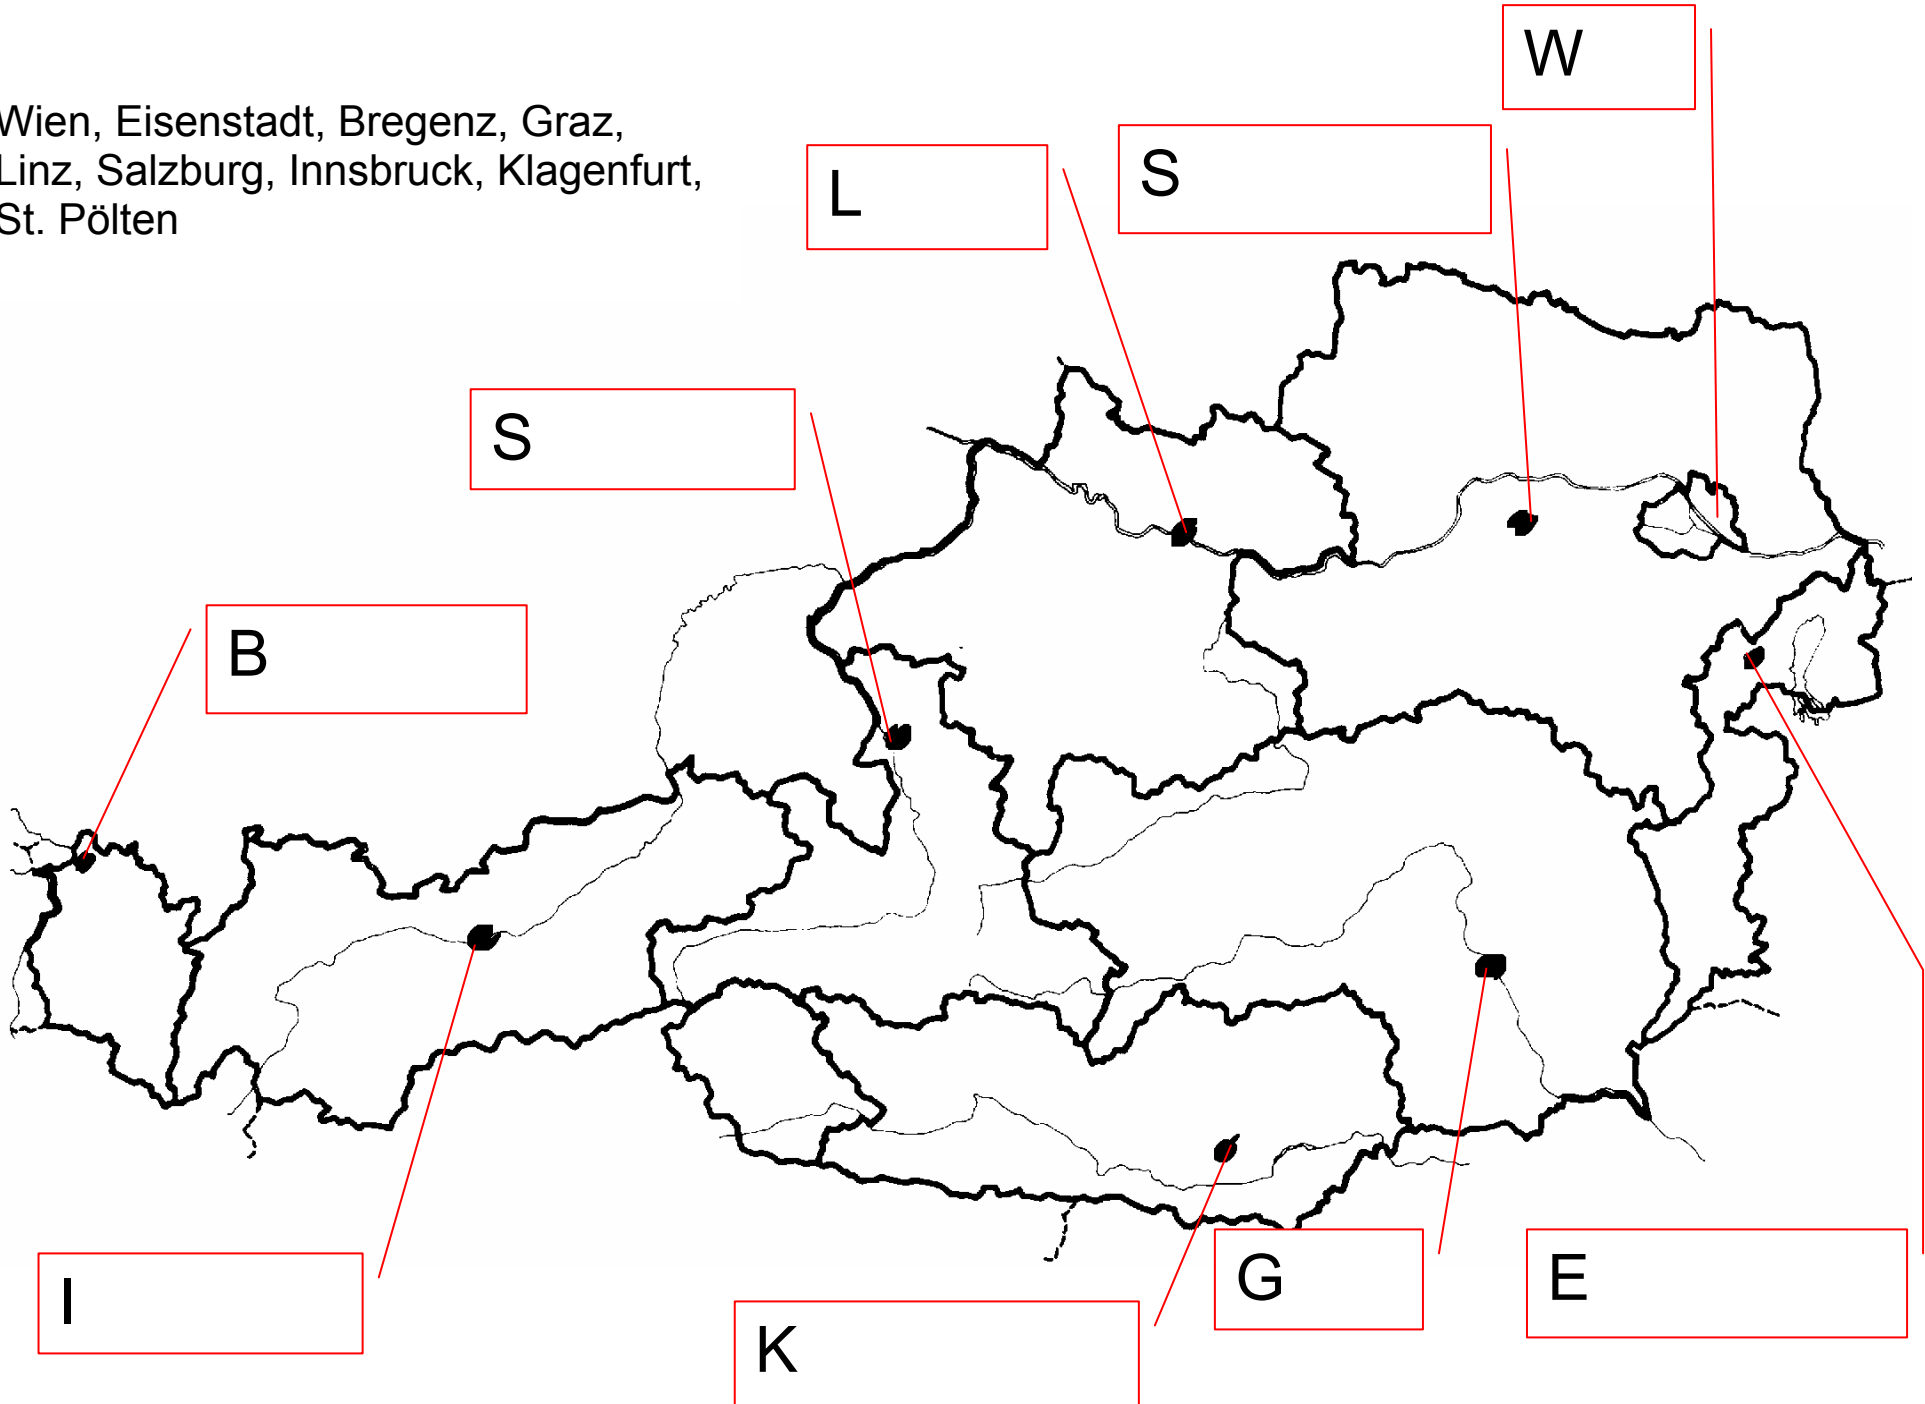 W
Wien, Eisenstadt, Bregenz, Graz,
Linz, Salzburg, Innsbruck, Klagenfurt,
St. Pölten
L
S
S
B
I
K
G
E